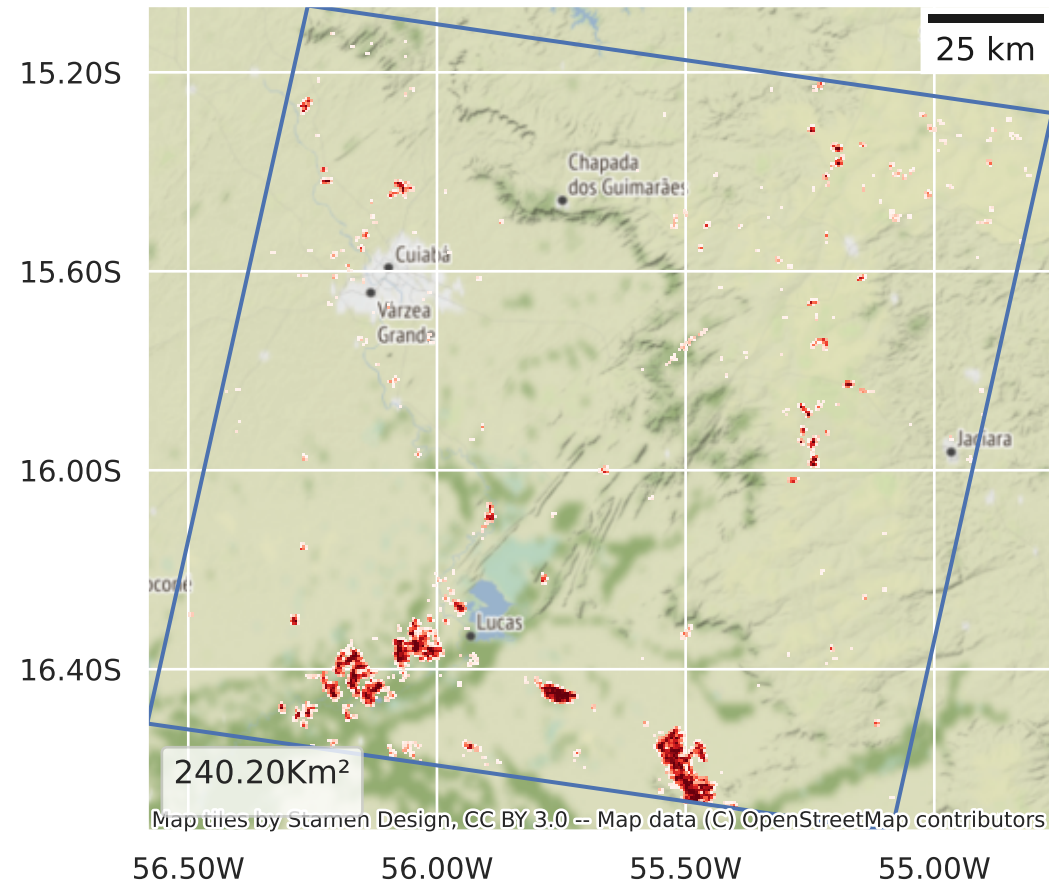 25 km
15.20S
Chapada
dos Guimarães
Cuiabá
15.60S
Várzea
Grande
Jaciara
16.00S
ocone
Lucas
16.40S
240.20Km²
Map tiles by Stamen Design, CC BY 3.0 -- Map data (C) OpenStreetMap contributors
56.50W 56.00W 55.50W 55.00W